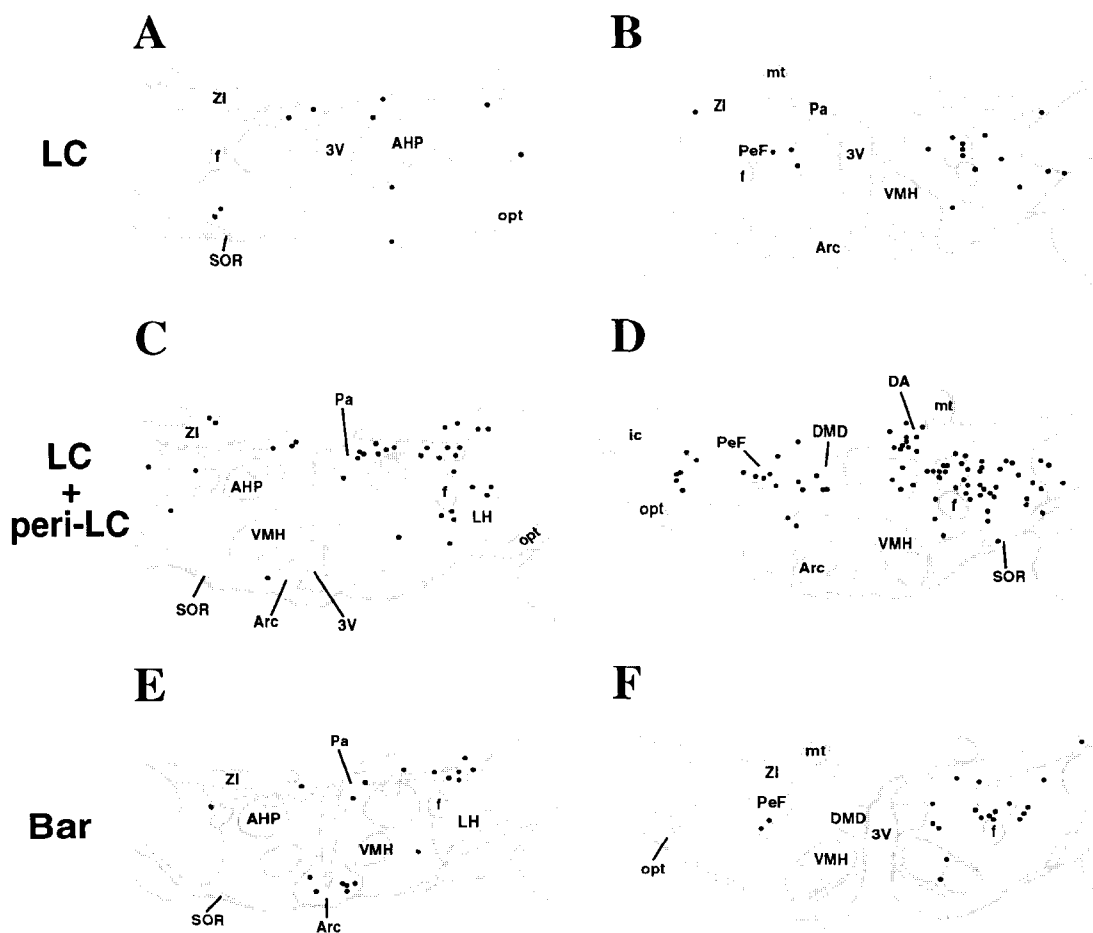 A
B
LC
ZI
f
3V
AHP
opt
SOR
mt
ZI
Pa
PeF
f
3V
VMH
Arc
C
D
LC
+
peri-LC
Pa
ZI
AHP
f
LH
VMH
opt
SOR
Arc
3V
DA
mt
ic
PeF
DMD
opt
f
VMH
Arc
SOR
E
F
Bar
Pa
ZI
f
AHP
LH
VMH
SOR
Arc
mt
ZI
PeF
DMD
3V
f
VMH
opt